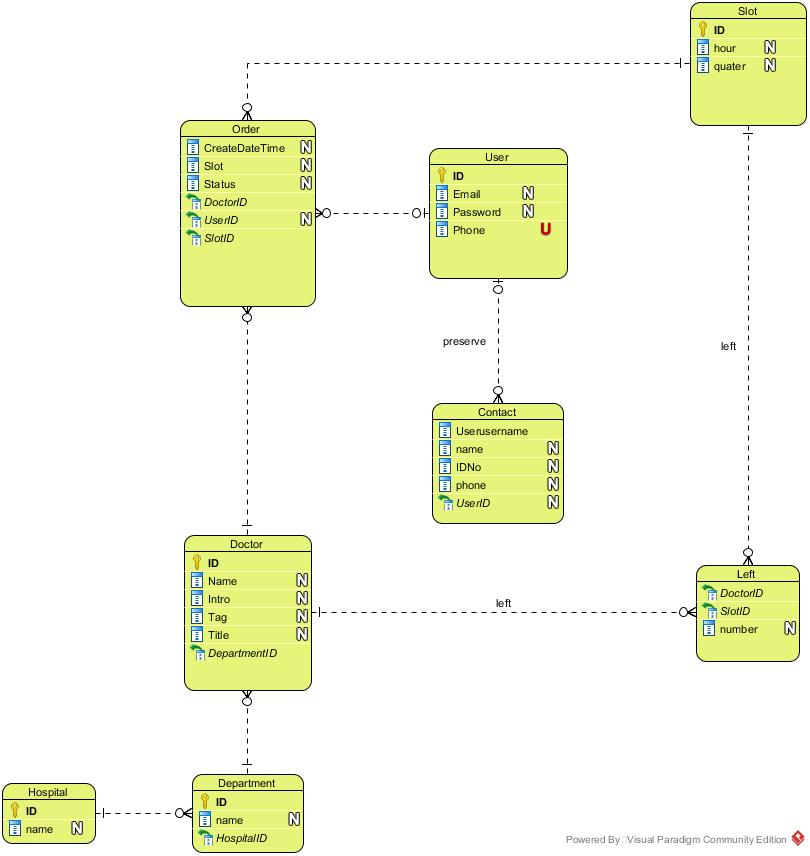 Slot
ID
hour N
quater N
Order
CreateDateTime N
Slot N
Status N
DoctorID
UserID N
SlotID
User
ID
Email N
Password N
Phone U
preserve
left
Contact
Userusername
name N
IDNo N
phone N
UserID N
Doctor
ID
Name N
Intro N
Tag N
Title N
DepartmentID
left
Left
DoctorID
SlotID
number N
Hospital
ID
name N
Department
ID
name N
HospitalID
Powered By Visual Paradigm Community Edition